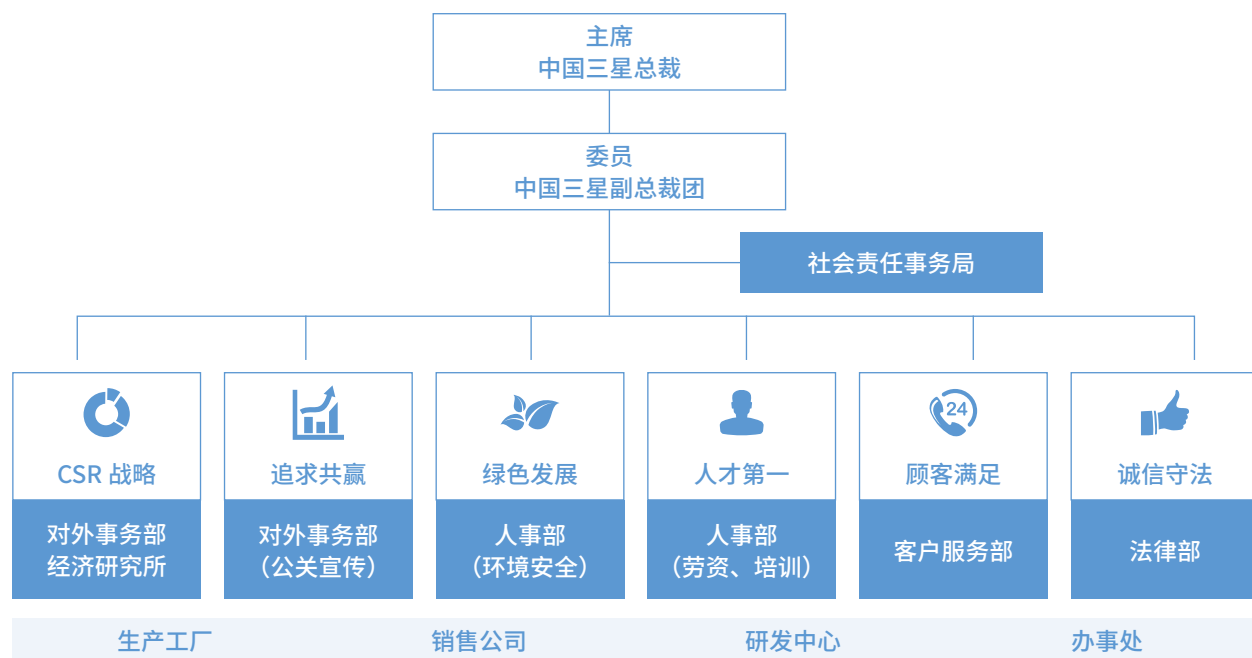 主席
中国三星总裁
委员
中国三星副总裁团
社会责任事务局
CSR 战略
对外事务部
经济研究所
追求共赢
对外事务部
（公关宣传）
绿色发展
人事部
（环境安全）
人才第一
人事部
（劳资、培训）
24
顾客满足
客户服务部
诚信守法
法律部
生产工厂
销售公司
研发中心
办事处